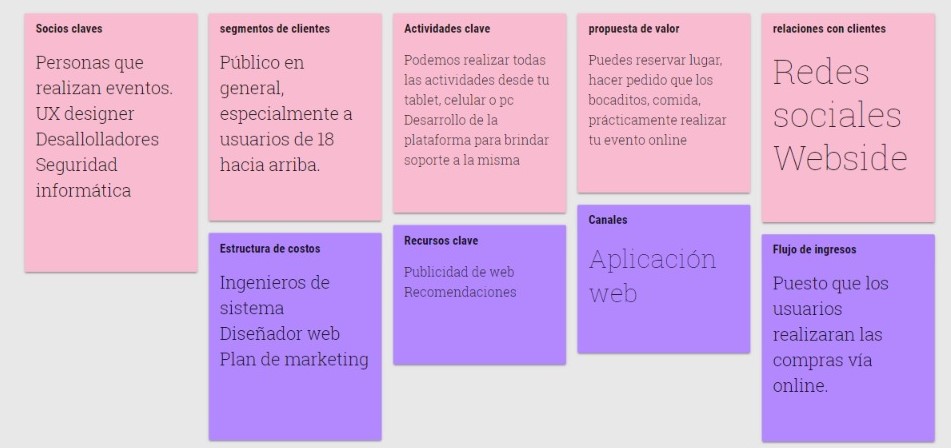 Socios claves
Personas que
realizan eventos.
UX designer
Desallolladores
Seguridad
informática
segmentos de clientes
Público en
general,
especialmente a
usuarios de 18
hacia arriba.
Actividades clave
Podemos realizar todas
las actividades desde tu
tablet, celular o pc
Desarrollo de la
plataforma para brindar
soporte a la misma
propuesta de valor
Puedes reservar lugar,
hacer pedido que los
bocaditos, comida,
prácticamente realizar
tu evento online
relaciones con clientes
Redes
sociales
Webside
Estructura de costos
Ingenieros de
sistema
Diseñador web
Plan de marketing
Recursos clave
Publicidad de web
Recomendaciones
Canales
Aplicación
web
Flujo de ingresos
Puesto que los
usuarios
realizaran las
compras vía
online.